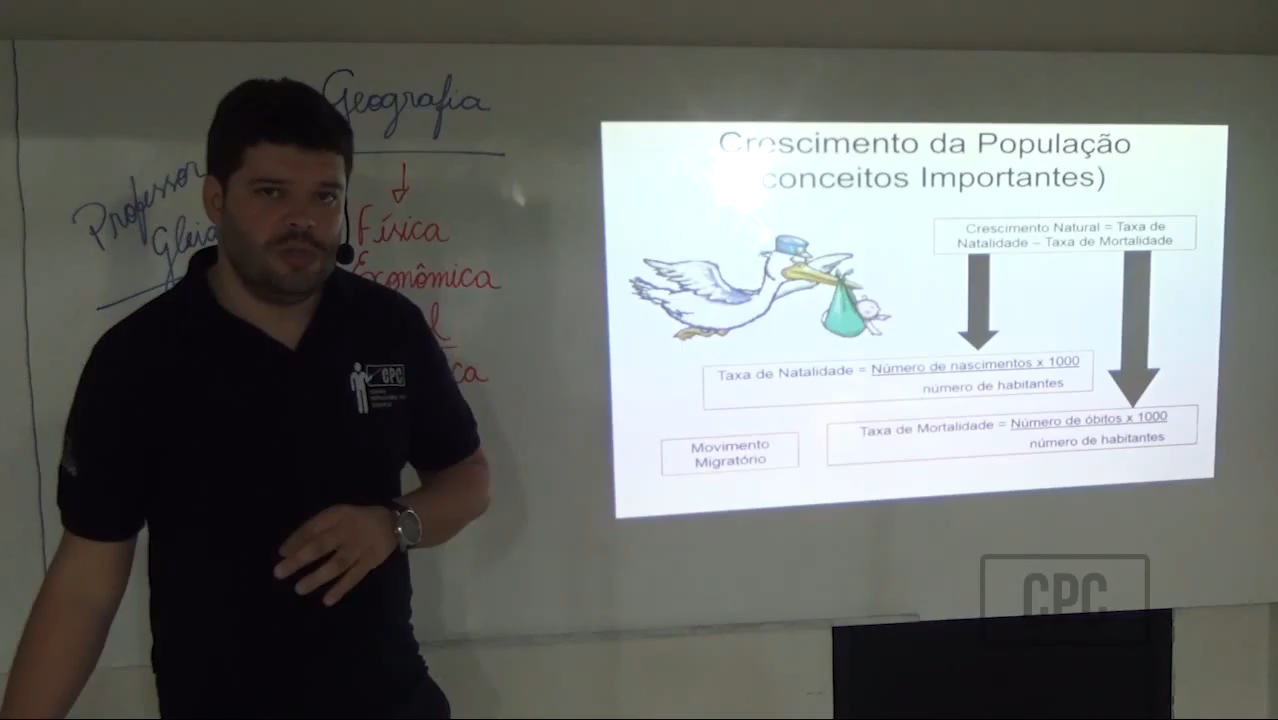 Geografia
Professor
Física
Econômica
CPC
Crescimento da População
conceitos Importantes)
Crescimento Natural = Taxa de
Natalidade – Taxa de Mortalidade
Taxa de Natalidade = Número de nascimentos x 1000
número de habitantes
Taxa de Mortalidade = Número de óbitos x 1000
número de habitantes
Movimento
Migratório
CPC